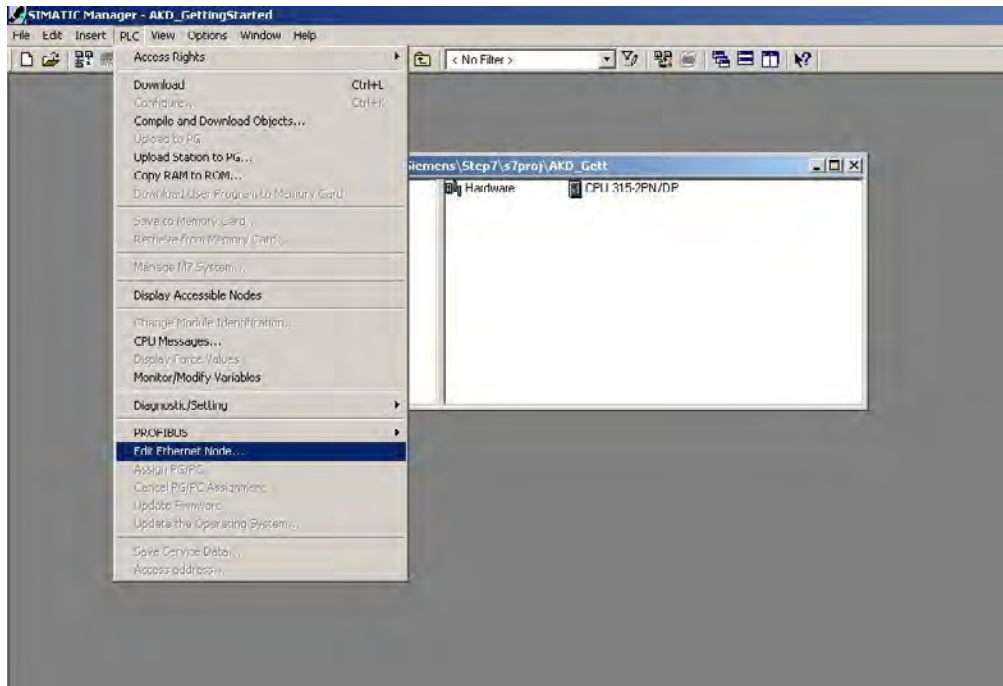 SIMATIC Manager - AKD_GettingStarted
File Edit Insert PLC View Options Window Help
< No Filter >
Access Rights
Download Ctrl+L
Configure... Ctrl+K
Compile and Download Objects...
Upload to PG
Upload Station to PG...
Copy RAM to ROM...
Download User Program to Memory Card
Save to Memory Card...
Retrieve from Memory Card...
Manage M7 System...
Display Accessible Nodes
Change Module Identification...
CPU Messages...
Display Force Values
Monitor/Modify Variables
Diagnostic/Setting
PROFIBUS
Edit Ethernet Node...
Assign PG/PC
Cancel PG/PC Assignment
Update Firmware
Update the Operating System...
Save Service Data...
Access address...
iemens\Step7\s7proj\AKD_Gett
Hardware
CPU 315-2PN/DP